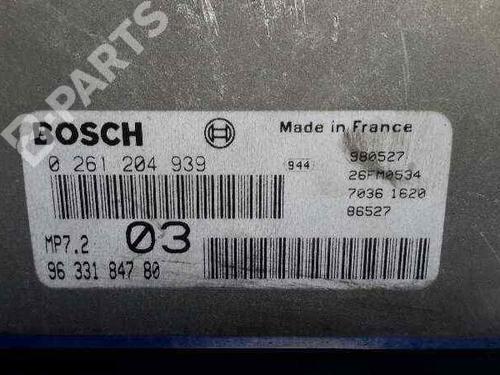 B-PARTS
BOSCH
Made in France
0 261 204 939
944
980527
26FM0534
7036 1620
86527
MP7.2
03
96 331 847 80